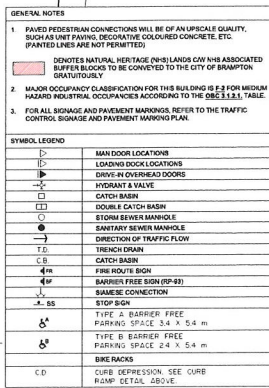 GENERAL NOTES
1. PAVED PEDESTRIAN CONNECTIONS WILL BE OF AN UPSCALE QUALITY,
SUCH AS UNIT PAVING, DECORATIVE COLOURED CONCRETE, ETC.
(PAINTED LINES ARE NOT PERMITTED)
DENOTES NATURAL HERITAGE (NHS) LANDS C/W NHS ASSOCIATED
BUFFER BLOCKS TO BE CONVEYED TO THE CITY OF BRAMPTON
GRATUITOUSLY
2. MAJOR OCCUPANCY CLASSIFICATION FOR THIS BUILDING IS F-2 FOR MEDIUM
HAZARD INDUSTRIAL OCCUPANCIES ACCORDING TO THE OBC 3.1.2.1. TABLE.
3. FOR ALL SIGNAGE AND PAVEMENT MARKINGS, REFER TO THE TRAFFIC
CONTROL SIGNAGE AND PAVEMENT MARKING PLAN.
SYMBOL LEGEND
MAN DOOR LOCATIONS
LOADING DOCK LOCATIONS
DRIVE-IN OVERHEAD DOORS
HYDRANT & VALVE
CATCH BASIN
DOUBLE CATCH BASIN
STORM SEWER MANHOLE
SANITARY SEWER MANHOLE
DIRECTION OF TRAFFIC FLOW
T.D. TRENCH DRAIN
C.B. CATCH BASIN
FR FIRE ROUTE SIGN
BF BARRIER FREE SIGN (RP-93)
SIAMESE CONNECTION
SS STOP SIGN
A TYPE A BARRIER FREE
PARKING SPACE 3.4 X 5.4 m
B TYPE B BARRIER FREE
PARKING SPACE 2.4 X 5.4 m
BIKE RACKS
C.D CURB DEPRESSION. SEE CURB
RAMP DETAIL ABOVE.